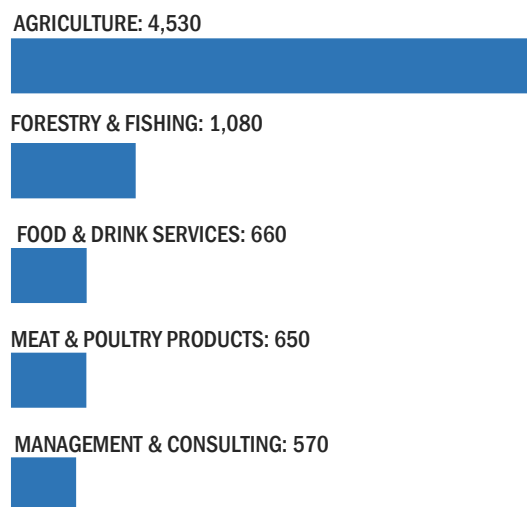 AGRICULTURE: 4,530
FORESTRY & FISHING: 1,080
FOOD & DRINK SERVICES: 660
MEAT & POULTRY PRODUCTS: 650
MANAGEMENT & CONSULTING: 570